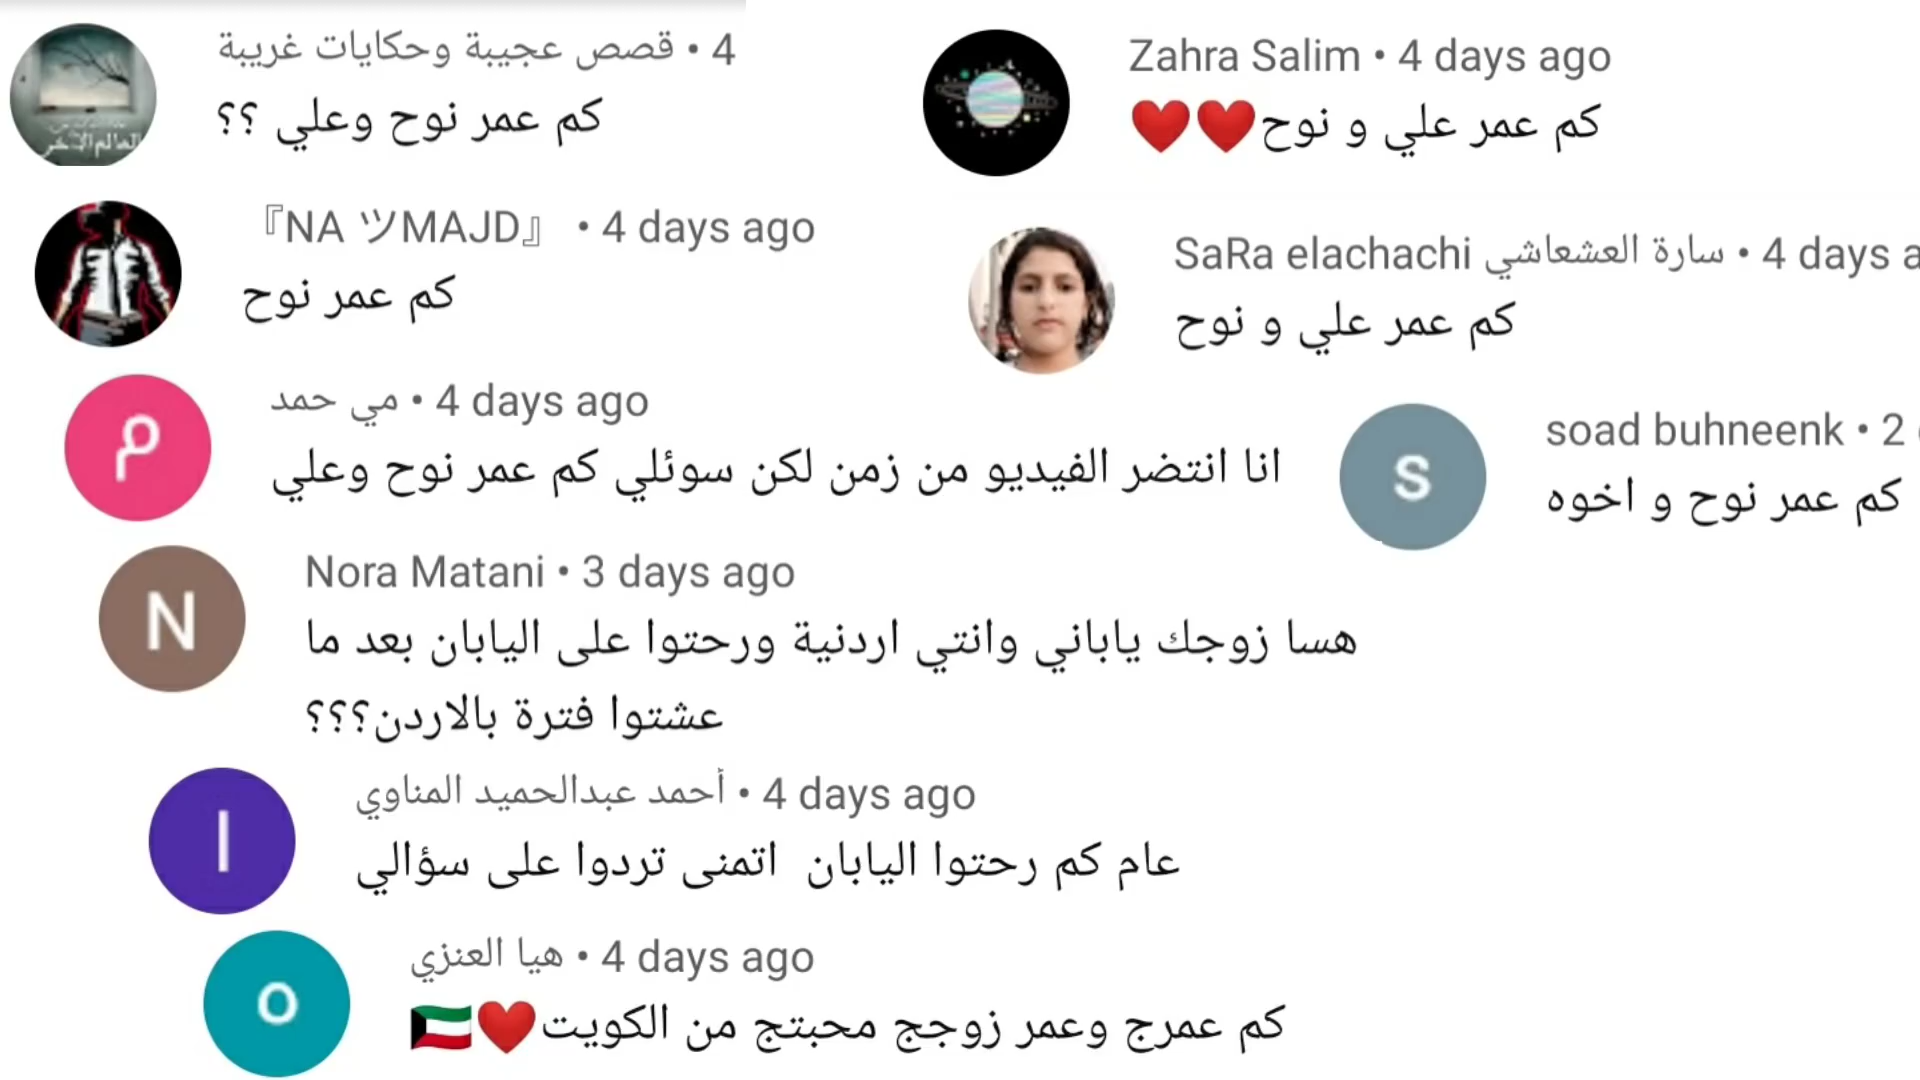 قصص عجيبة وحكايات غريبة • 4
كم عمر نوح وعلي ؟؟
Zahra Salim • 4 days ago
كم عمر علي و نوح❤️❤️
『NA ツMAJD』 • 4 days ago
كم عمر نوح
SaRa elachachi سارة العشعاشي • 4 days a
كم عمر علي و نوح
مي حمد • 4 days ago
انا انتضر الفيديو من زمن لكن سوئلي كم عمر نوح وعلي
م
soad buhneenk • 2
كم عمر نوح و اخوه
S
Nora Matani • 3 days ago
هسا زوجك ياباني وانتي اردنية ورحتوا على اليابان بعد ما
عشتوا فترة بالاردن؟؟؟
N
أحمد عبدالحميد المناوي • 4 days ago
عام كم رحتوا اليابان اتمنى تردوا على سؤالي
ا
هيا العنزي • 4 days ago
كم عمرج وعمر زوجج محبتج من الكويت❤️🇰🇼
o